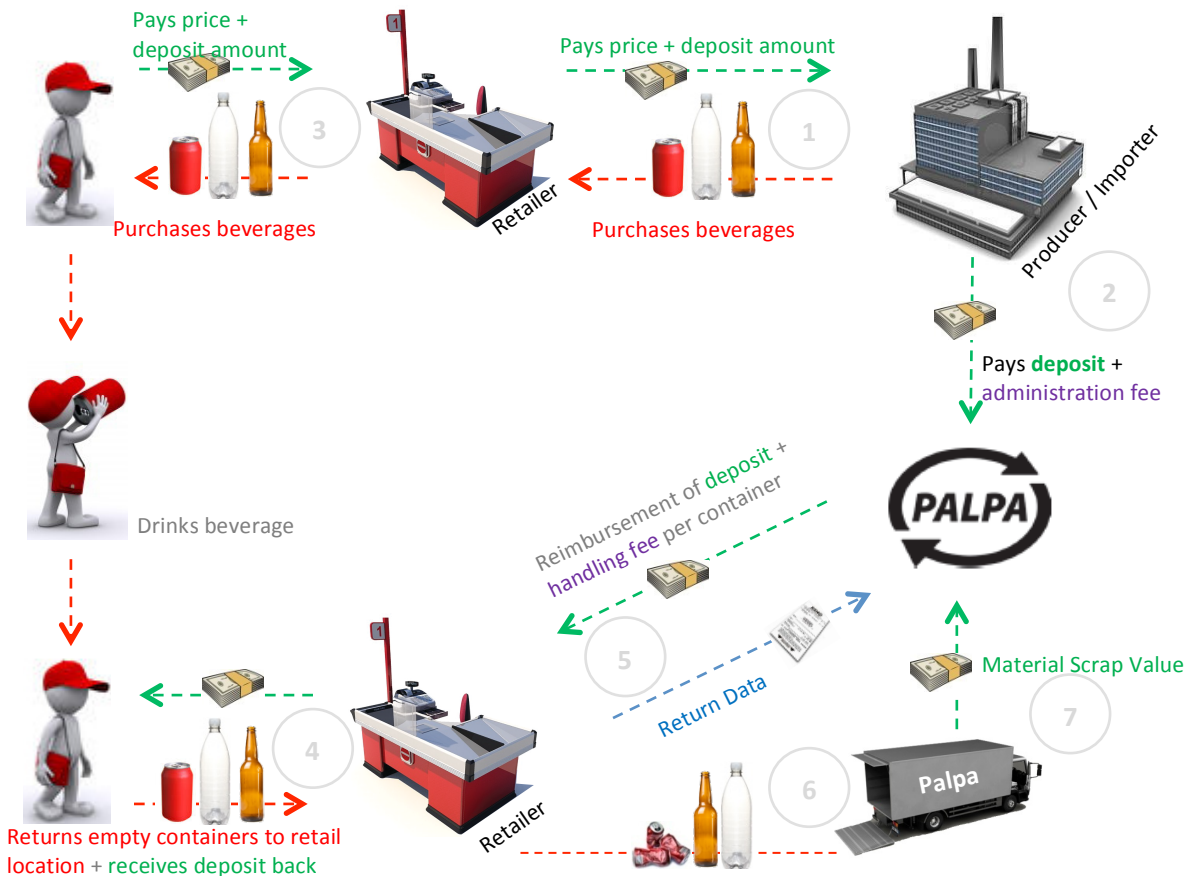 Pays price +
deposit amount
1
Pays price + deposit amount
3
1
Retailer
Producer / Importer
Purchases beverages
Purchases beverages
2
Pays deposit +
administration fee
Reimbursement of deposit +
handling fee per container
PALPA
Drinks beverage
1
5
Return Data
Material Scrap Value
4
7
6
Palpa
Retailer
Returns empty containers to retail
location + receives deposit back